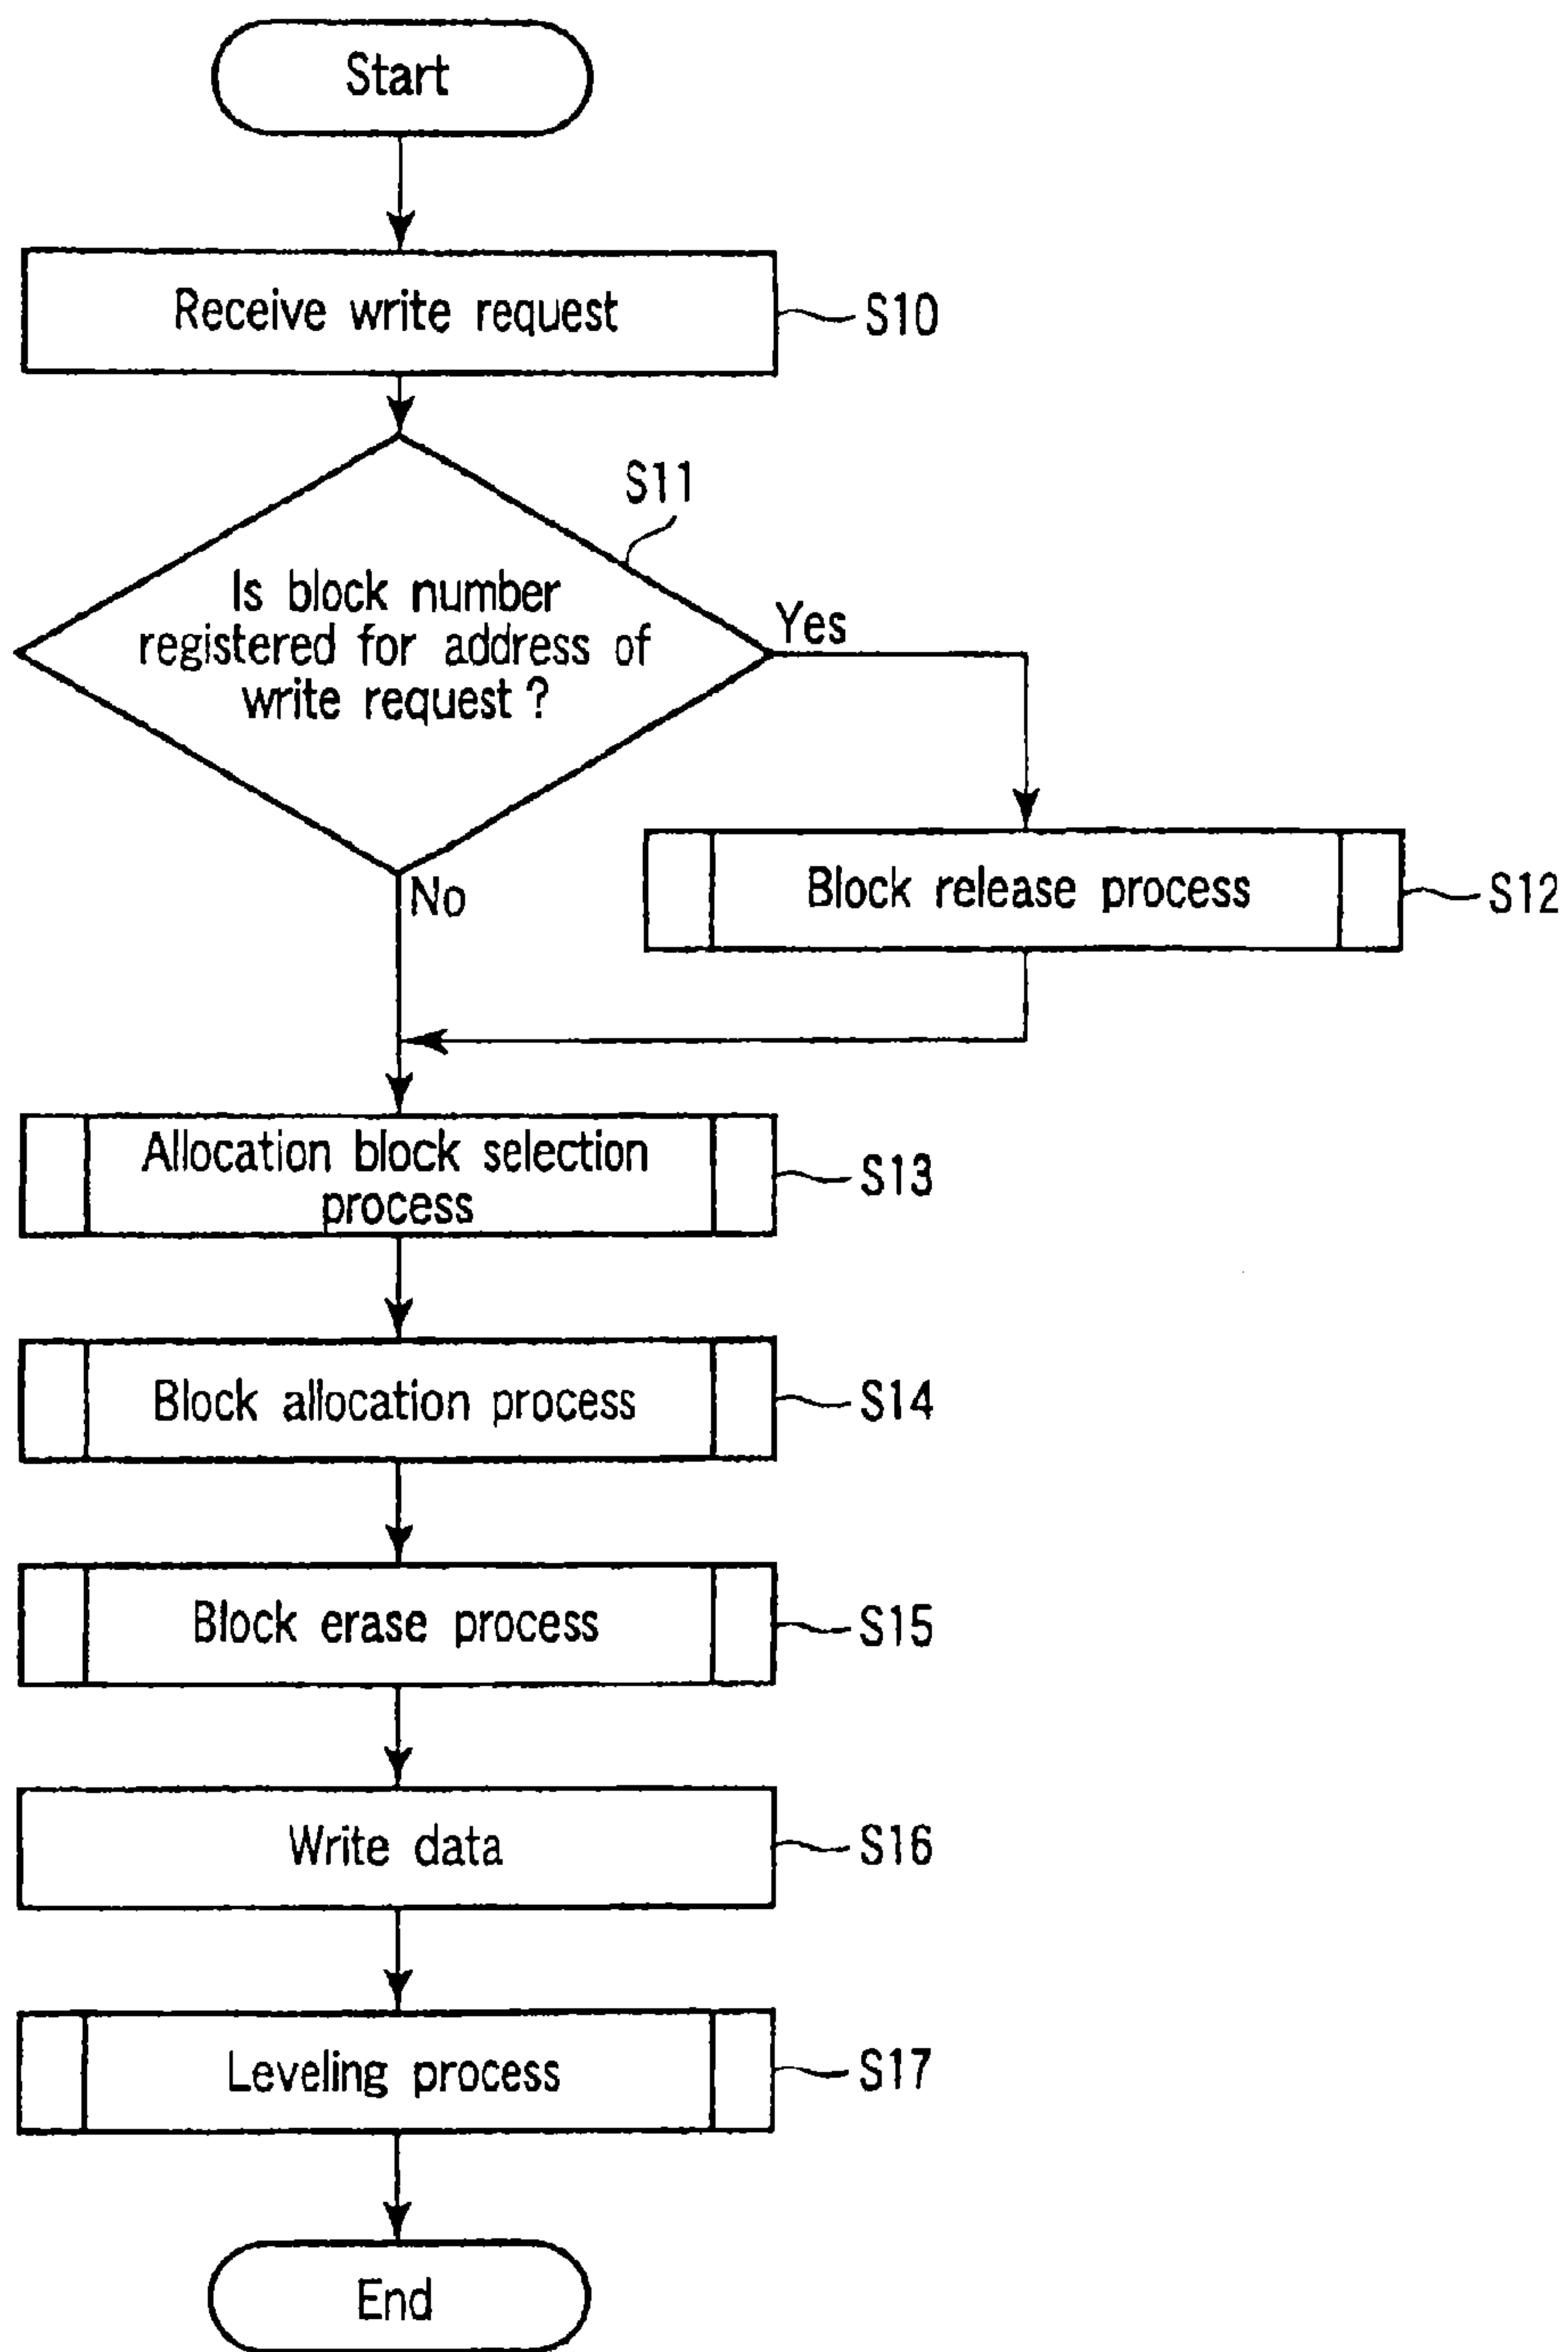 Start
Receive write request
S10
S11
Is block number
registered for address of
write request ?
Yes
No
Block release process
S12
Allocation block selection
process
S13
Block allocation process
S14
Block erase process
S15
Write data
S16
Leveling process
S17
End